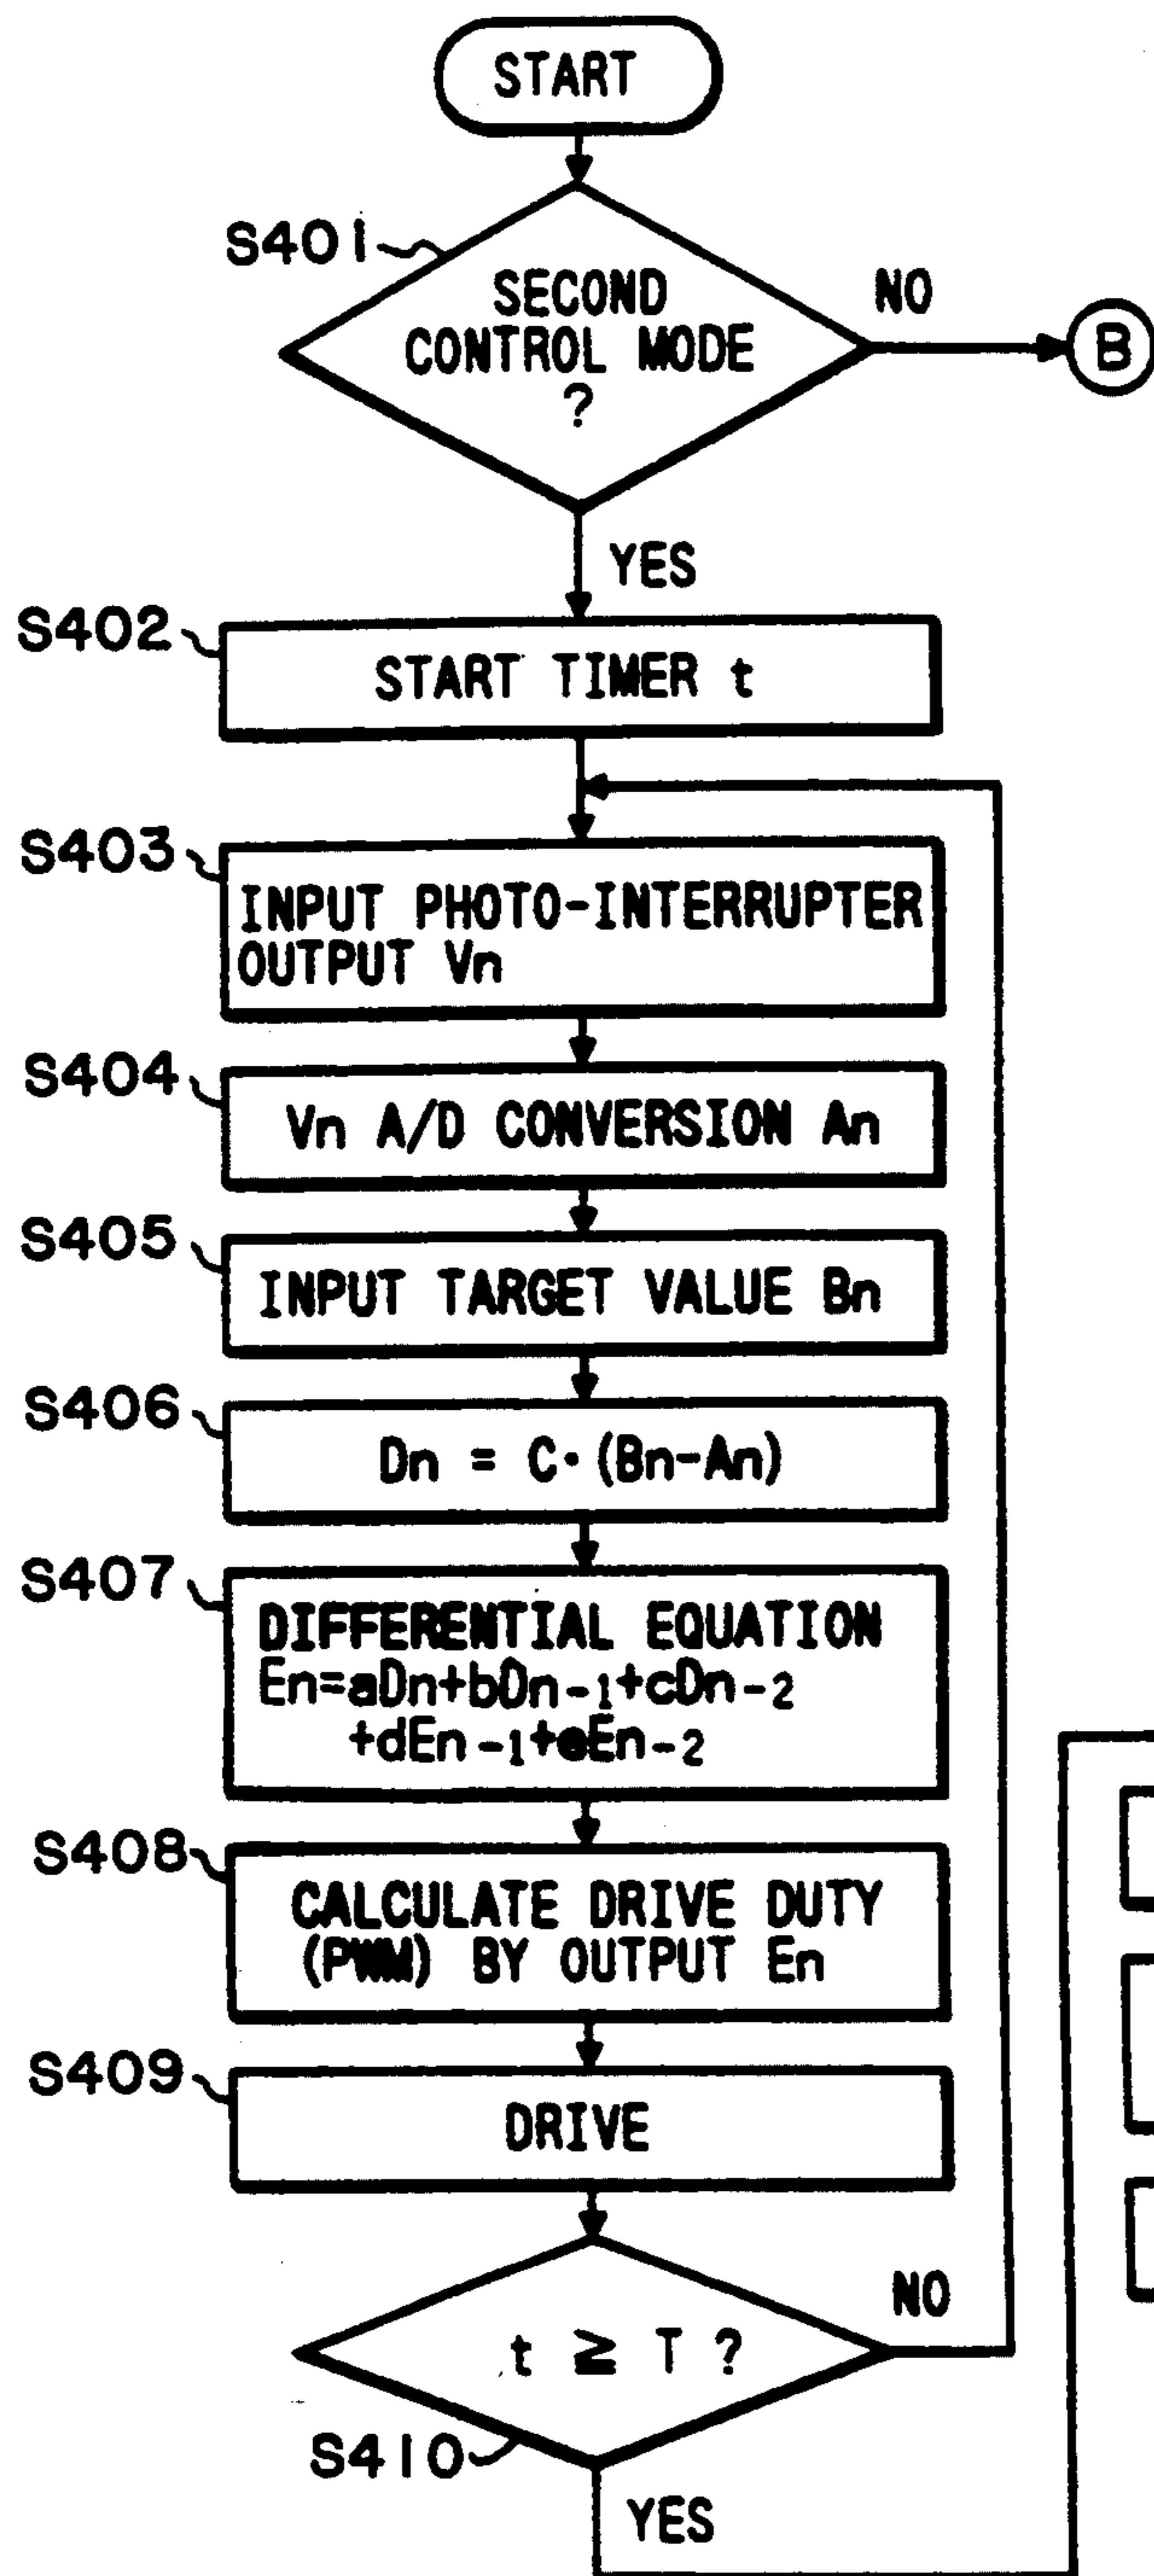 START
S401
SECOND
CONTROL MODE
?
NO
B
YES
S402
START TIMER t
S403
INPUT PHOTO-INTERRUPTER
OUTPUT Vn
S404
Vn A/D CONVERSION An
S405
INPUT TARGET VALUE Bn
S406
Dn = C·(Bn-An)
S407
DIFFERENTIAL EQUATION
En=aDn+bDn-1+cDn-2
+dEn-1+eEn-2
S408
CALCULATE DRIVE DUTY
(PWM) BY OUTPUT En
S409
DRIVE
NO
t ≧ T ?
S410
YES